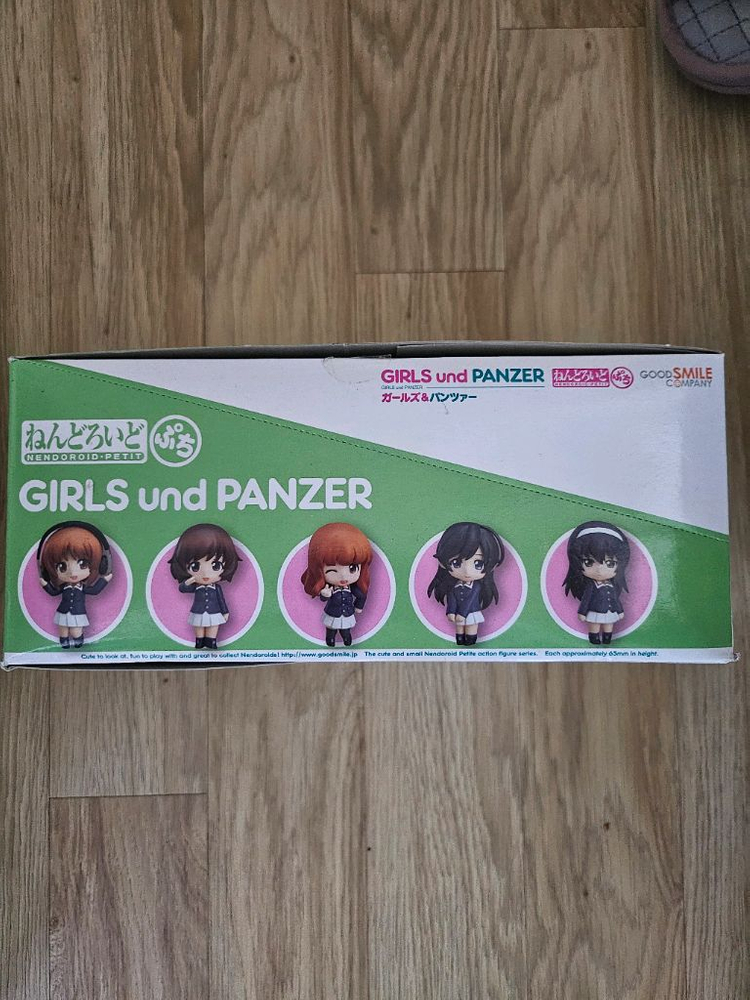 GIRLS und PANZER
GIRLS und PANZER
ガールズ&パンツァー
ねんどろいど ぷち
NENDOROID·PETIT
GOOD SMILE
COMPANY
ねんどろいど ぷち
NENDOROID·PETIT
GIRLS und PANZER
Cute to look at, fun to play with and great to collect Nendoroids! http://www.goodsmile.jp The cute and small Nendoroid Petite action figure series. Each approximately 65mm in height.